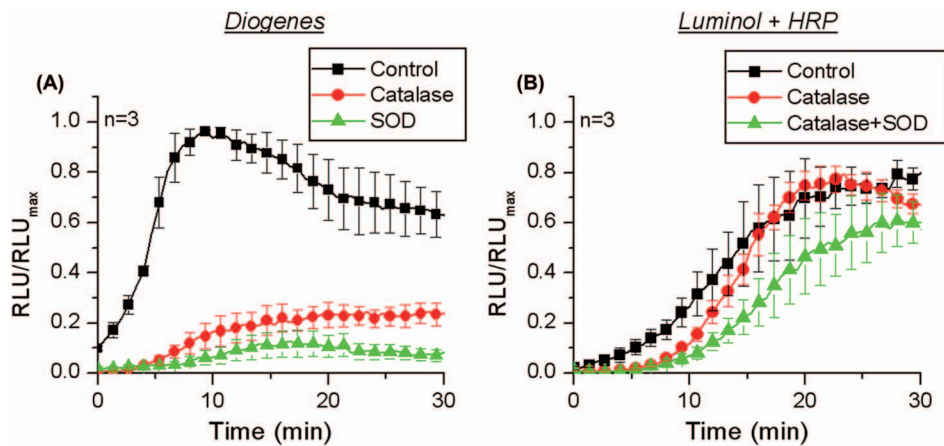 Diogenes
Luminol + HRP
Control
Catalase
SOD
Control
Catalase
Catalase+SOD
(A)
(B)
n=3
n=3
1.0
0.8
0.6
0.4
0.2
0.0
RLU/RLUmax
0
10
20
30
Time (min)
1.0
0.8
0.6
0.4
0.2
0.0
RLU/RLUmax
0
10
20
30
Time (min)